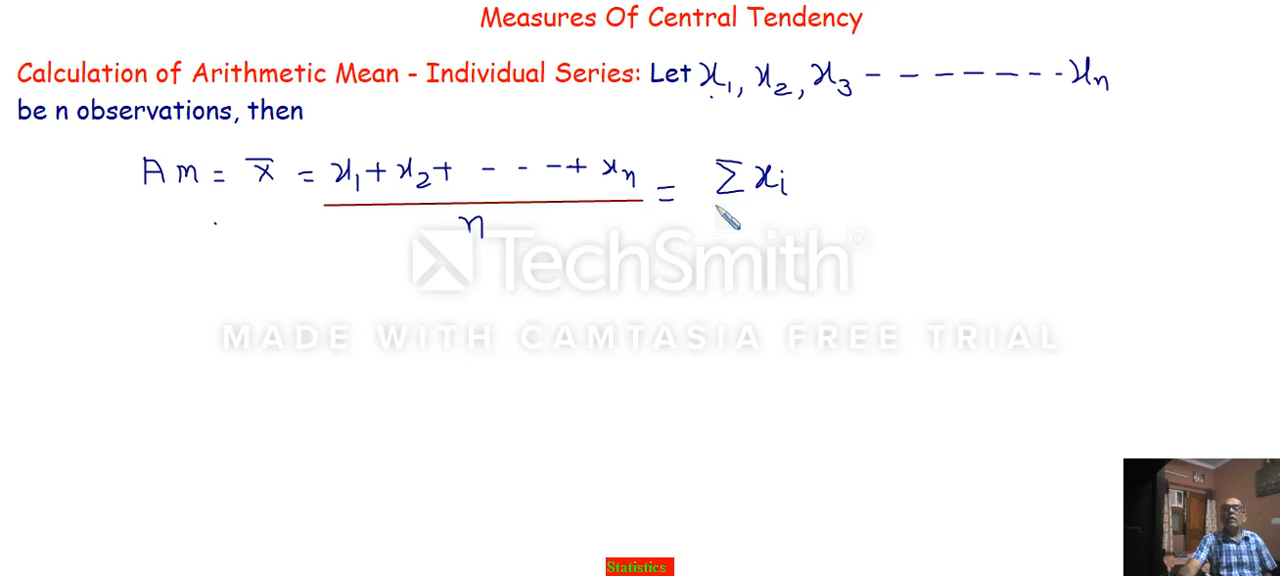 Measures Of Central Tendency
Calculation of Arithmetic Mean - Individual Series: Let x₁, x₂, x₃ - - - - - - - - xₙ
be n observations, then
Am = x̄ = x₁ + x₂ + - - - + xₙ = Σxᵢ
n
TechSmith®
MADE WITH CAMTASIA FREE TRIAL
Statistics